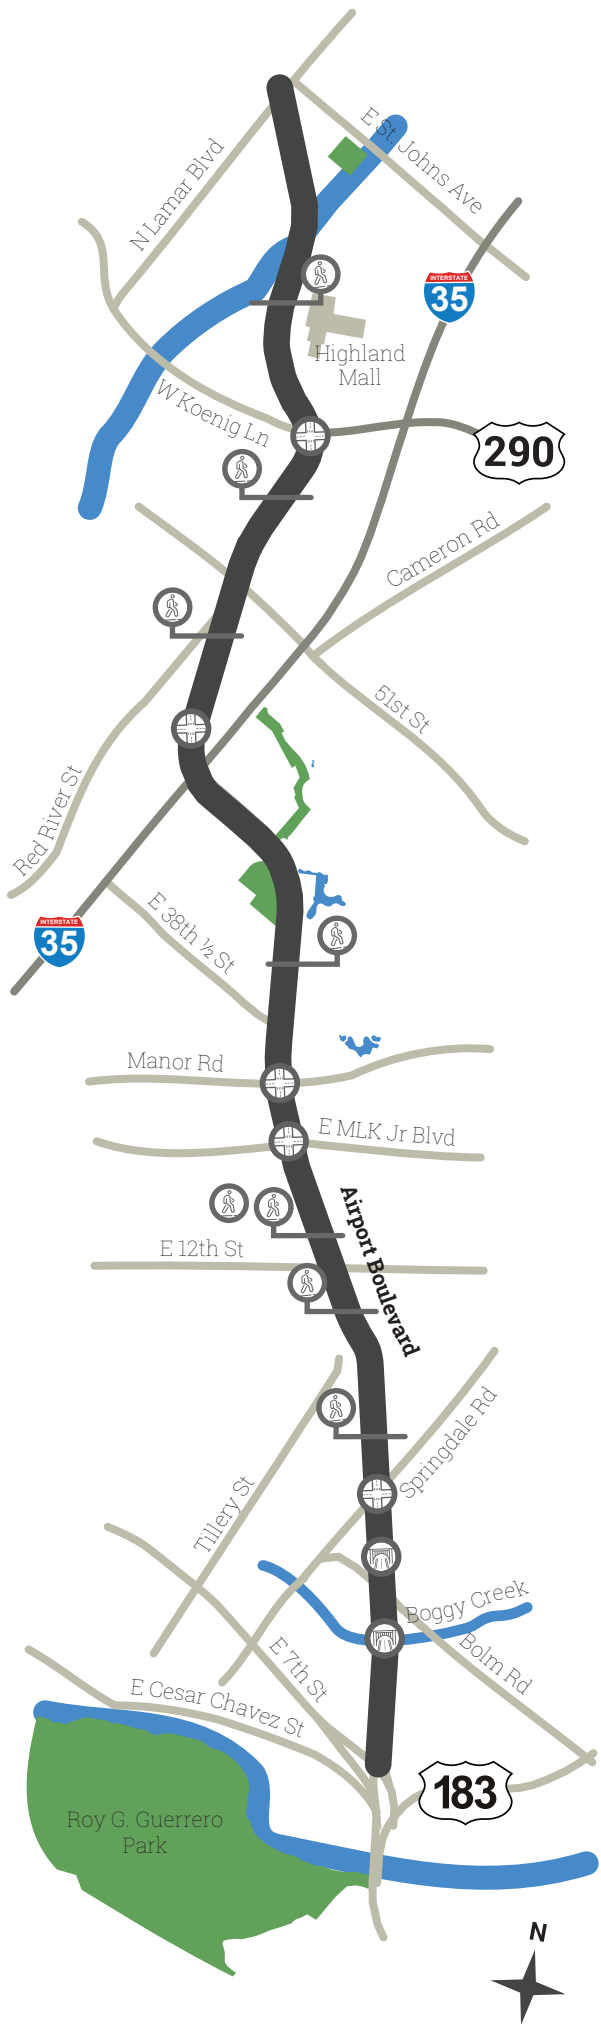 E St. Johns Ave
N Lamar Blvd
INTERSTATE
35
Highland
Mall
W Koenig Ln
290
Cameron Rd
51st St
Red River St
E 38th ½ St
INTERSTATE
35
Manor Rd
E MLK Jr Blvd
Airport Boulevard
E 12th St
Springdale Rd
Tillery St
Boggy Creek
Bolm Rd
E 7th St
E Cesar Chavez St
183
Roy G. Guerrero
Park
N